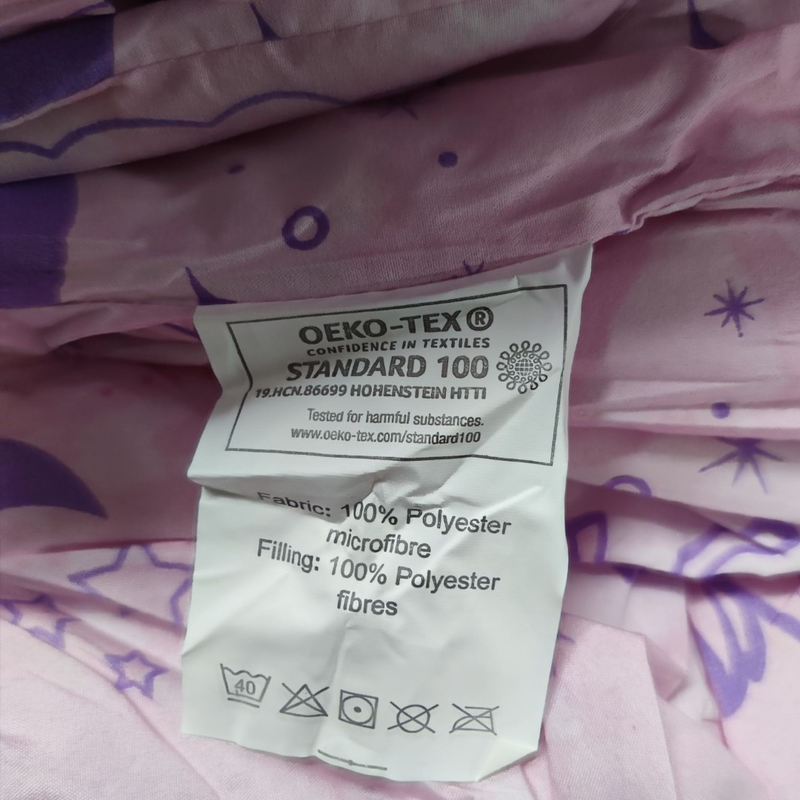 OEKO-TEX®
CONFIDENCE IN TEXTILES
STANDARD 100
19.HCN.86699 HOHENSTEIN HTTI
Tested for harmful substances.
www.oeko-tex.com/standard100
Fabric: 100% Polyester
microfibre
Filling: 100% Polyester
fibres
40